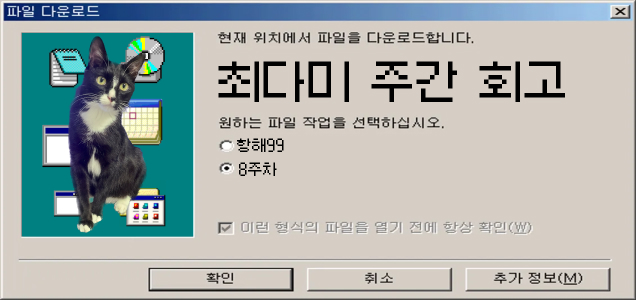 파일 다운로드
현재 위치에서 파일을 다운로드합니다.
최다미 주간 회고
원하는 파일 작업을 선택하십시오.
황해99
8주차
이런 형식의 파일을 열기 전에 항상 확인(W)
확인
취소
추가 정보(M)